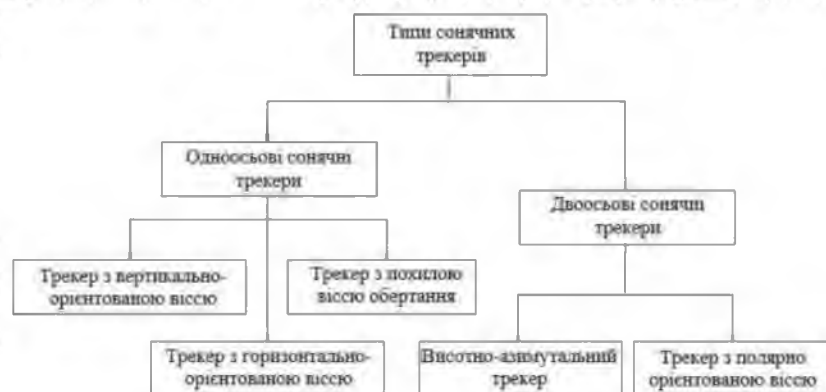 Типи сонячних
трекерів
Одноосьові сонячні
трекери
Двоосьові сонячні
трекери
Трекер з вертикально-
орієнтованою віссю
Трекер з похилою
віссю обертання
Трекер з горизонтально-
орієнтованою віссю
Висотно-азимутальний
трекер
Трекер з полярно
орієнтованою віссю